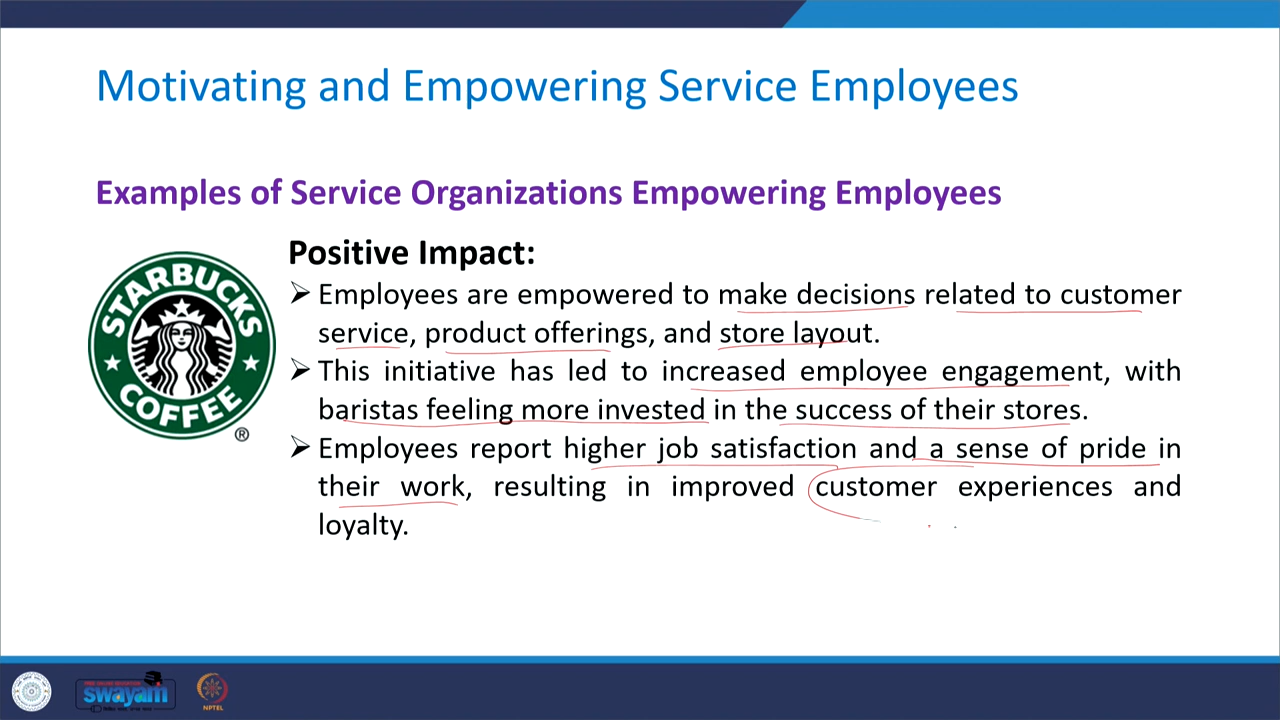 Motivating and Empowering Service Employees
Examples of Service Organizations Empowering Employees
STARBUCKS
COFFEE
®
Positive Impact:
➢ Employees are empowered to make decisions related to customer
service, product offerings, and store layout.
➢ This initiative has led to increased employee engagement, with
baristas feeling more invested in the success of their stores.
➢ Employees report higher job satisfaction and a sense of pride in
their work, resulting in improved customer experiences and
loyalty.
swayam
NPTEL